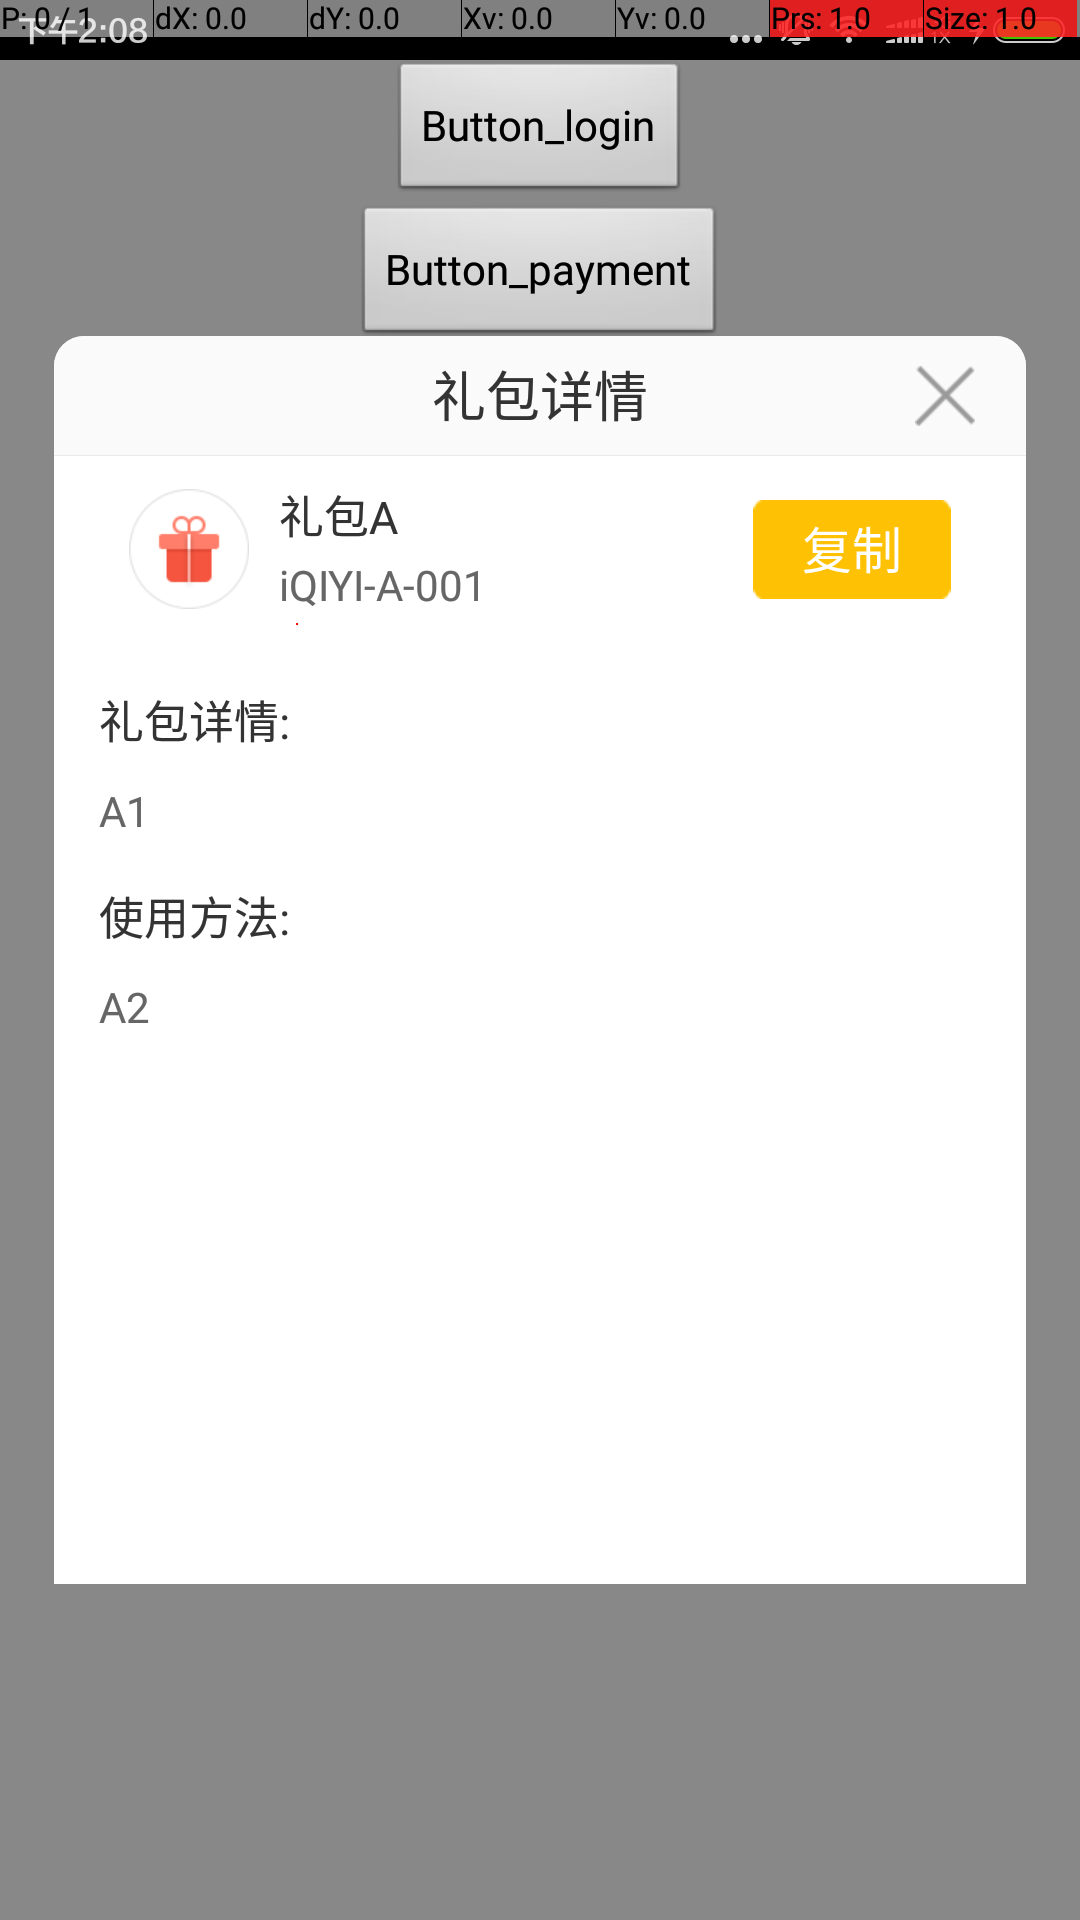 P: 0 / 1 dX: 0.0 dY: 0.0 Xv: 0.0 Yv: 0.0 Prs: 1.0 Size: 1.0
下午2:08 1X
Button_login
Button_payment
礼包详情
礼包A
iQIYI-A-001
复制
礼包详情:
A1
使用方法:
A2